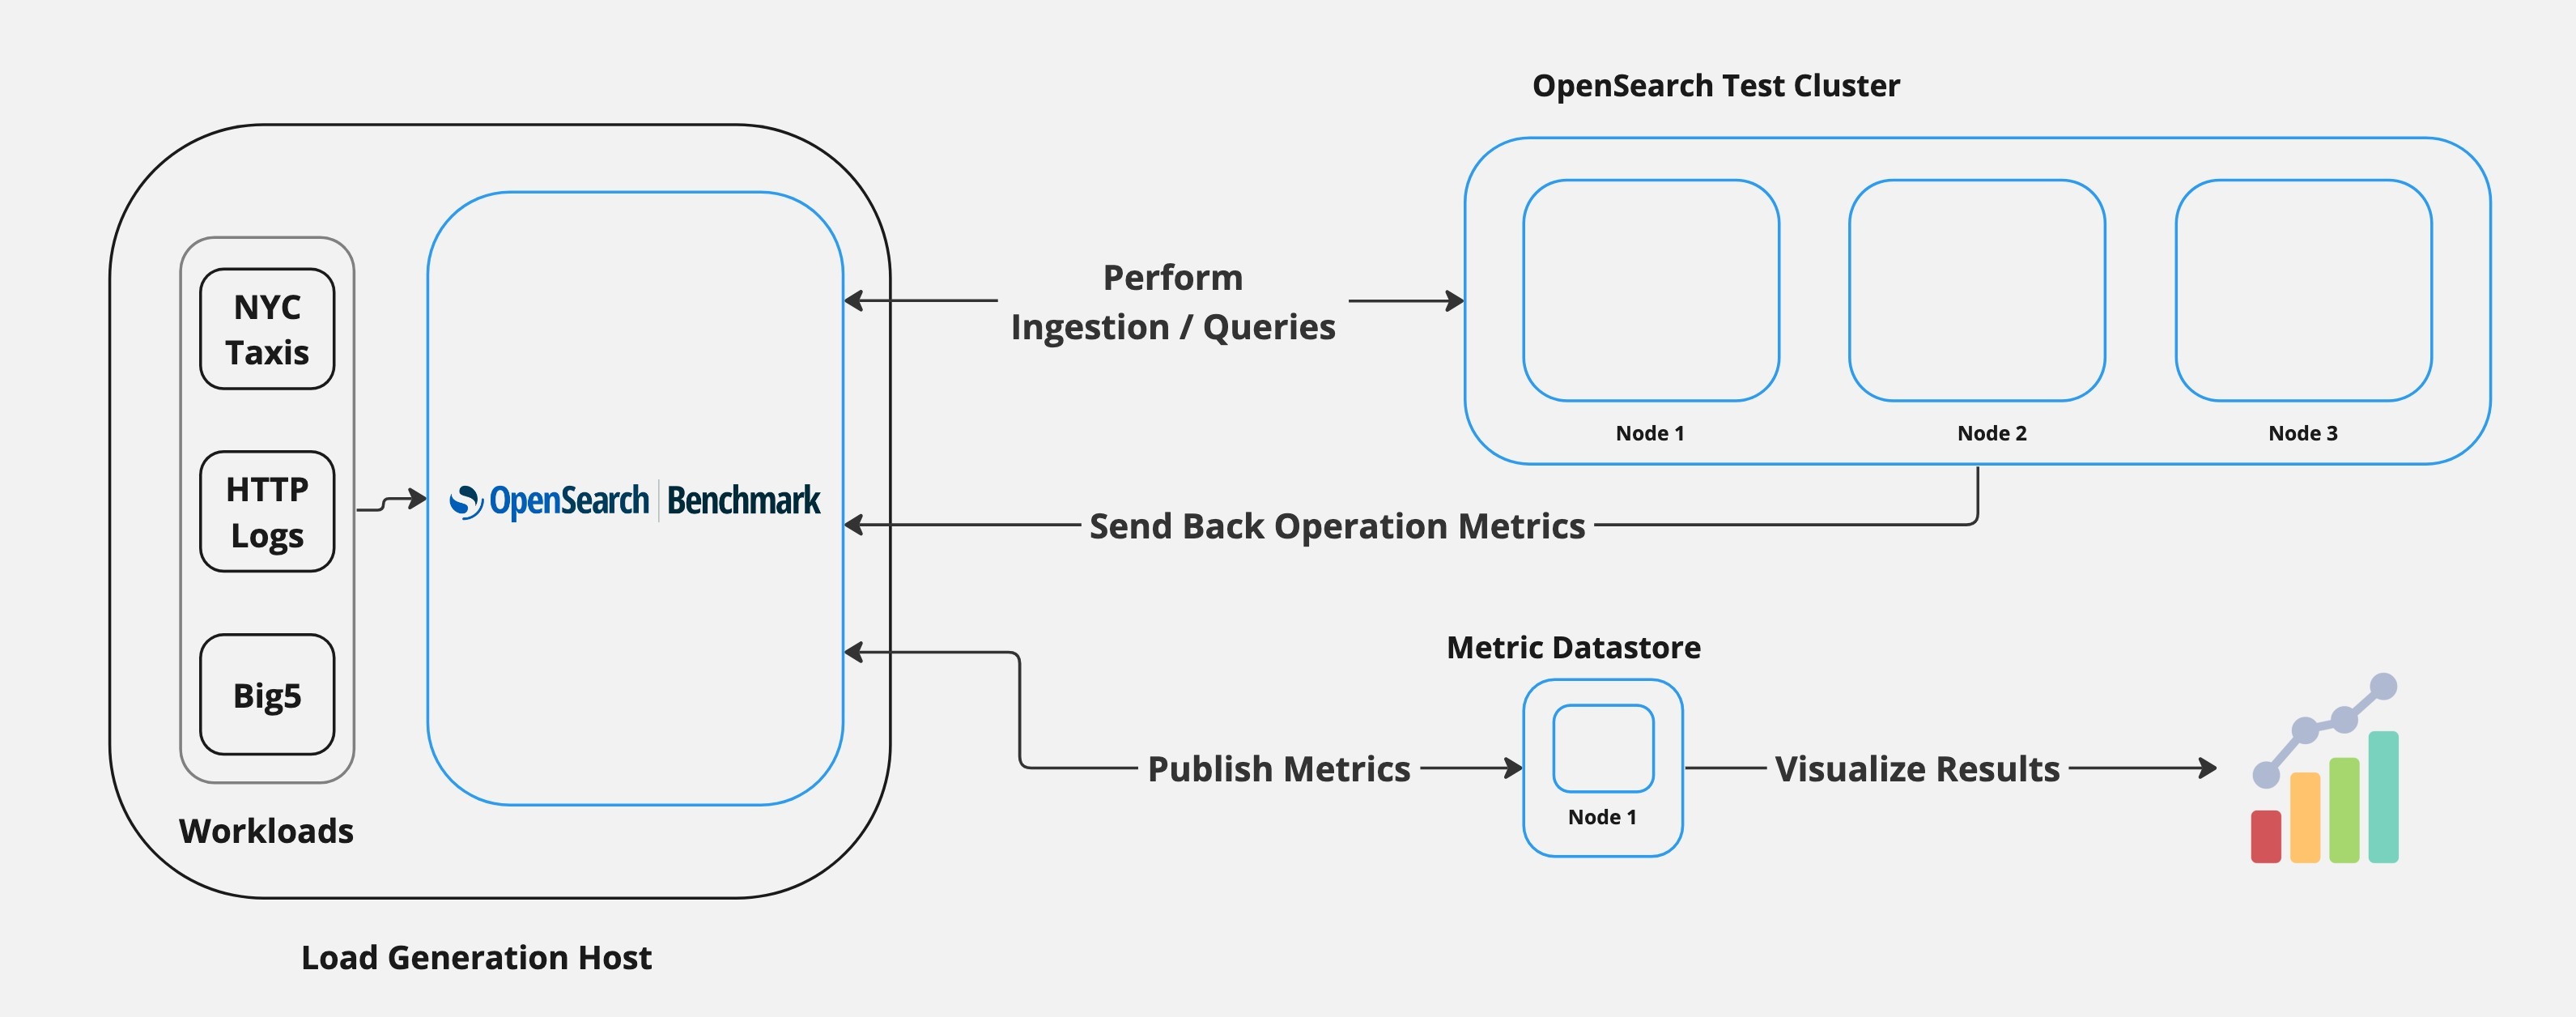 OpenSearch Test Cluster
NYC
Taxis
HTTP
Logs
Big5
Workloads
OpenSearch Benchmark
Load Generation Host
Perform
Ingestion / Queries
Node 1
Node 2
Node 3
Send Back Operation Metrics
Metric Datastore
Publish Metrics
Node 1
Visualize Results